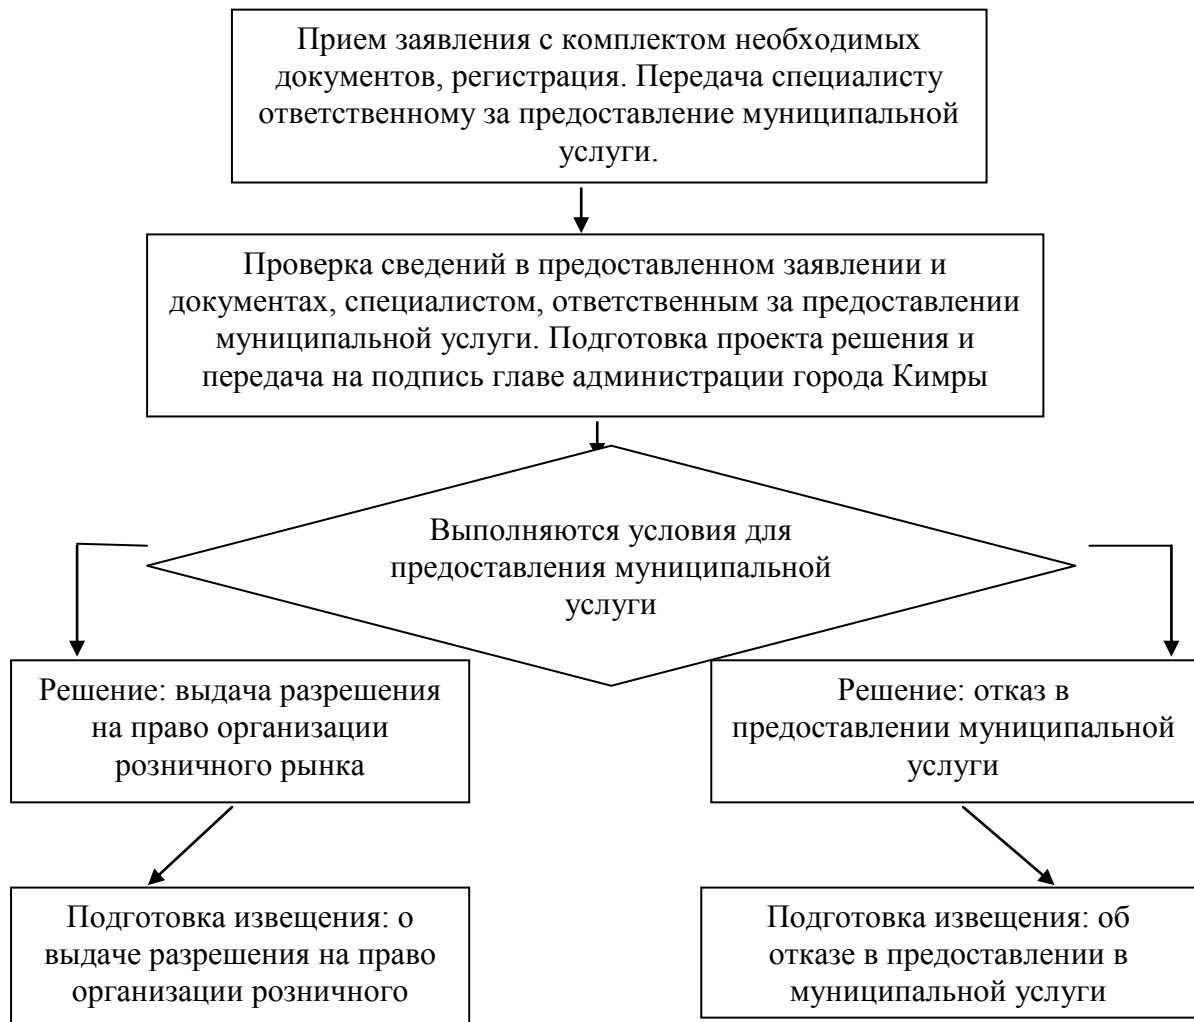 Прием заявления с комплектом необходимых
документов, регистрация. Передача специалисту
ответственному за предоставление муниципальной
услуги.
Проверка сведений в предоставленном заявлении и
документах, специалистом, ответственным за предоставлении
муниципальной услуги. Подготовка проекта решения и
передача на подпись главе администрации города Кимры
Выполняются условия для
предоставления муниципальной
услуги
Решение: выдача разрешения
на право организации
розничного рынка
Решение: отказ в
предоставлении муниципальной
услуги
Подготовка извещения: о
выдаче разрешения на право
организации розничного
Подготовка извещения: об
отказе в предоставлении в
муниципальной услуги